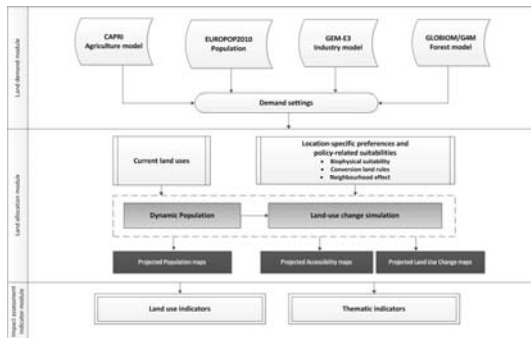 Land demand module
CAPRI
Agriculture model
EUROPOP2010
Population
GEM-E3
Industry model
GLOBIOM/G4M
Forest model
Demand settings
Land allocation module
Current land uses
Location-specific preferences and
policy-related suitabilities
• Biophysical suitability
• Conversion land rules
• Neighbourhood effect
Dynamic Population
Land-use change simulation
Projected Population maps
Projected Accessibility maps
Projected Land Use Change maps
Impact assessment
indicator module
Land use indicators
Thematic indicators